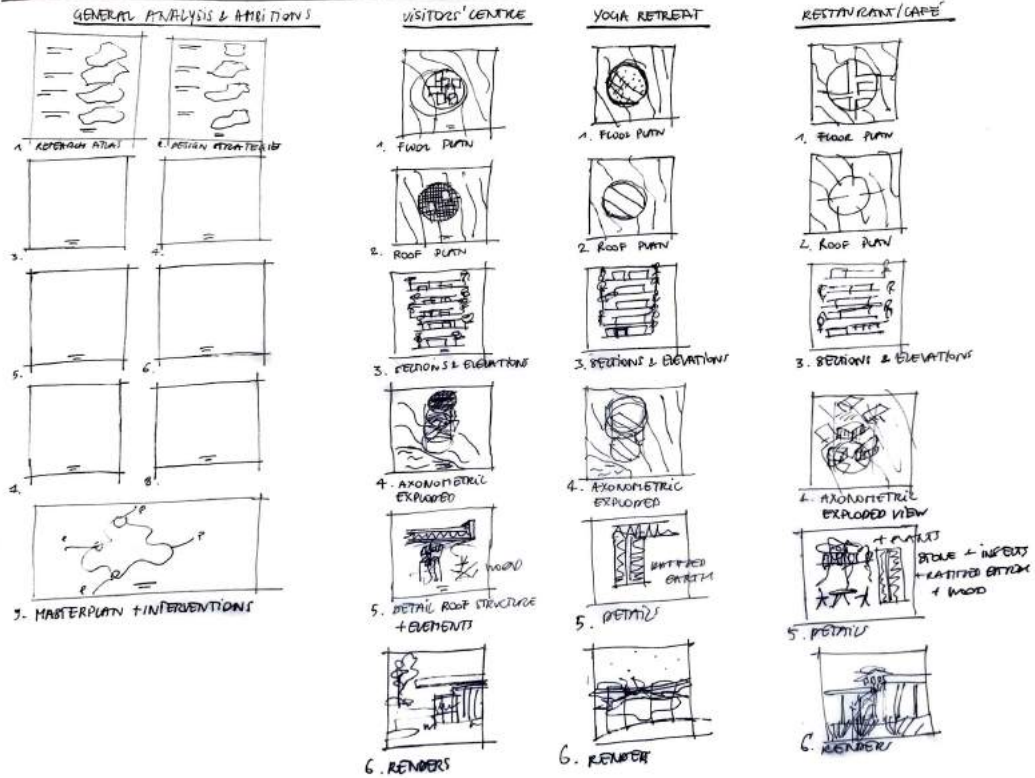 GENERAL ANALYSIS & AMBITIONS
1. RESEARCH ATLAS
2. DESIGN STRATEGIES
3.
4.
5.
6.
8
9. MASTERPLAN + INTERVENTIONS
VISITORS' CENTRE
1. FLOOR PLAN
2. ROOF PLAN
3. SECTIONS & ELEVATIONS
4. AXONOMETRIC
EXPLODED
WOOD
5. DETAIL ROOF STRUCTURE
+ ELEMENTS
6. RENDERS
YOGA RETREAT
1. FLOOR PLAN
2 ROOF PLAN
3. SECTIONS & ELEVATIONS
4. AXONOMETRIC
EXPLODED
EARTH
5. DETAILS
6. RENDER
RESTAURANT/CAFÉ
1. FLOOR PLAN
2. ROOF PLAN
3. SECTIONS & ELEVATIONS
4. AXONOMETRIC
EXPLODED VIEW
+ PLANTS
STONE + INSECTS
+ RAMMED EARTH
+ WOOD
5. DETAILS
6. RENDERS